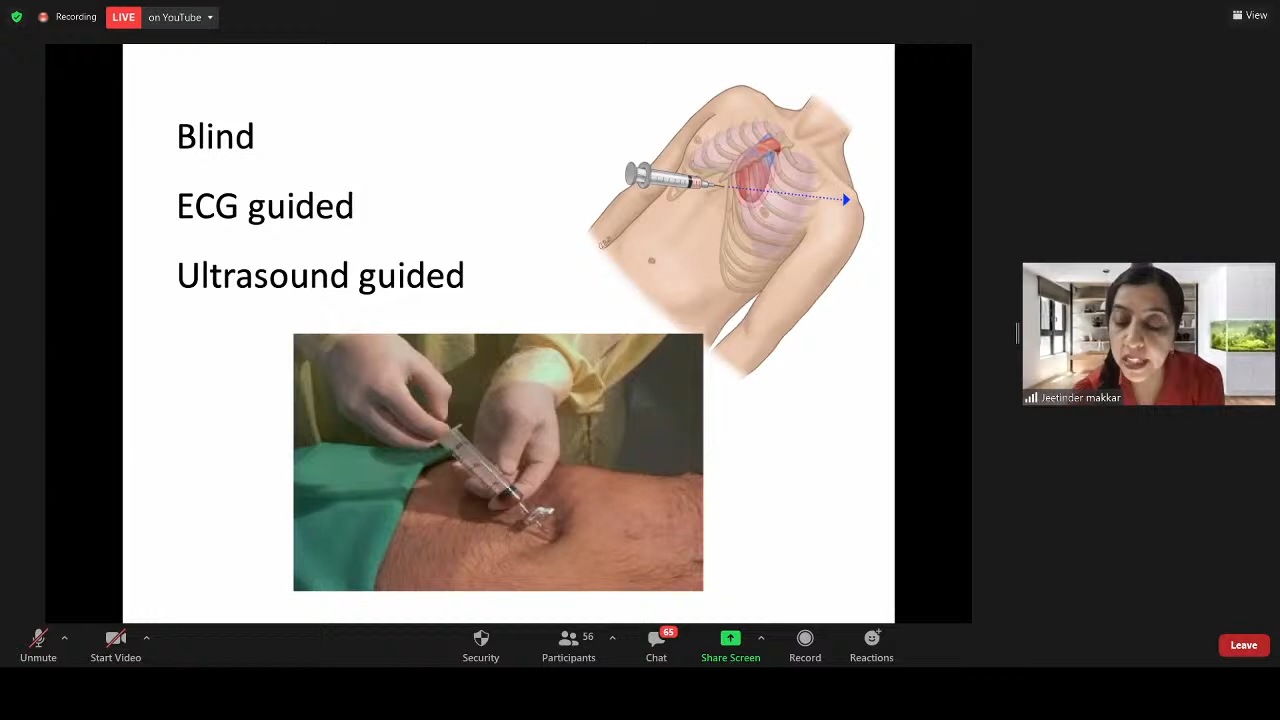 Recording
LIVE
on YouTube
View
Blind
ECG guided
Ultrasound guided
Jeetinder makkar
Unmute
Start Video
Security
56
Participants
65
Chat
Share Screen
Record
Reactions
Leave